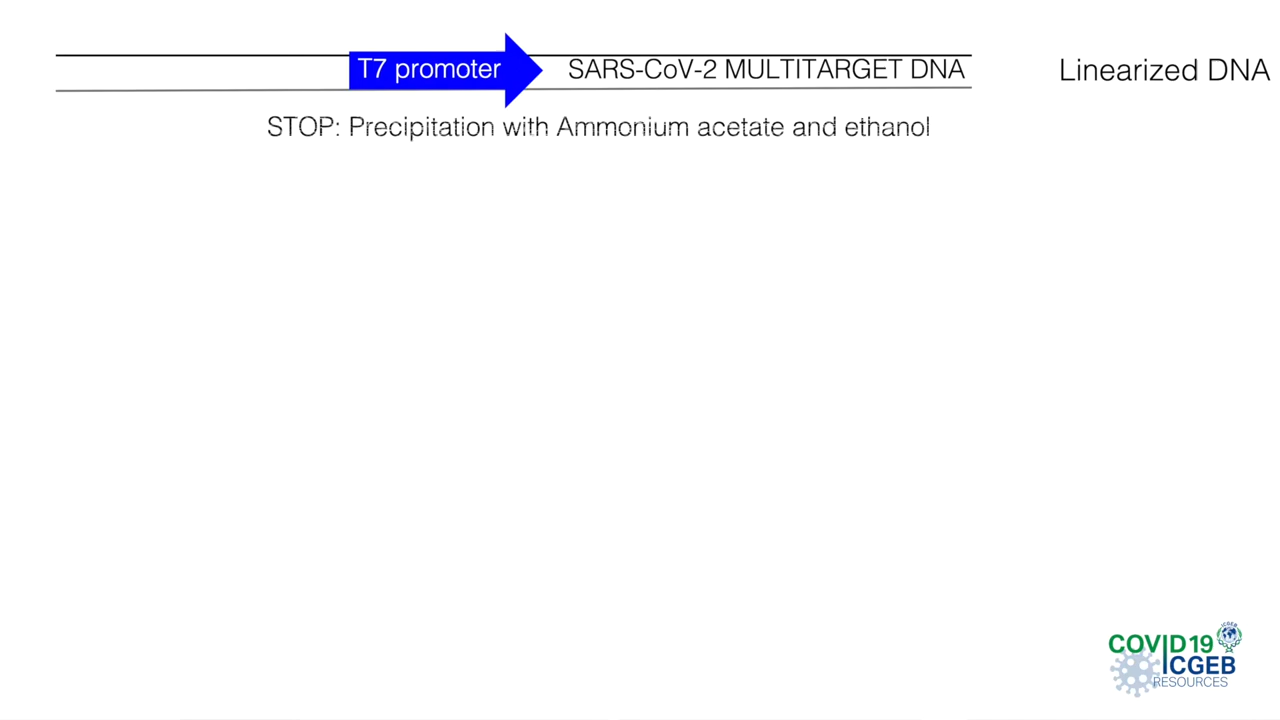 T7 promoter
SARS-CoV-2 MULTITARGET DNA
Linearized DNA
STOP: Precipitation with Ammonium acetate and ethanol
ICGEB
COVID19
ICGEB
RESOURCES